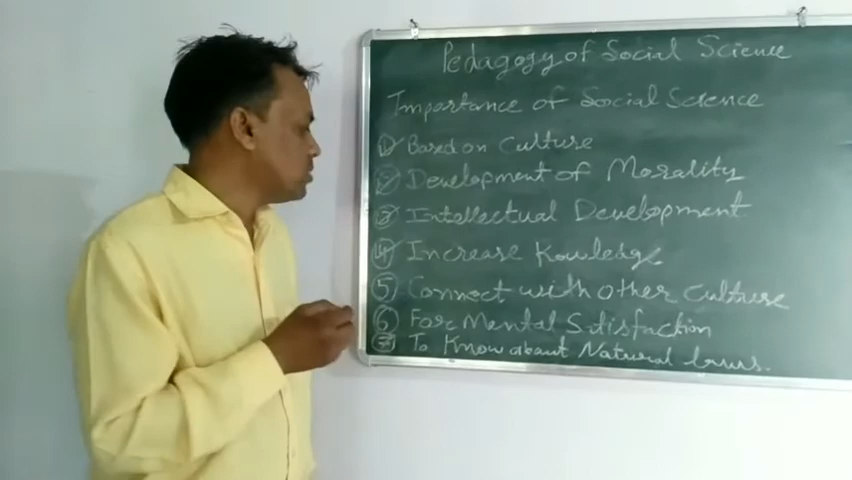 Pedagogy of Social Science
Importance of Social Science
① Based on Culture
② Development of Morality
③ Intellectual Development
④ Increase Kowledge
⑤ Connect with other culture
⑥ For Mental Satisfaction
⑦ To Know about Natural laws.